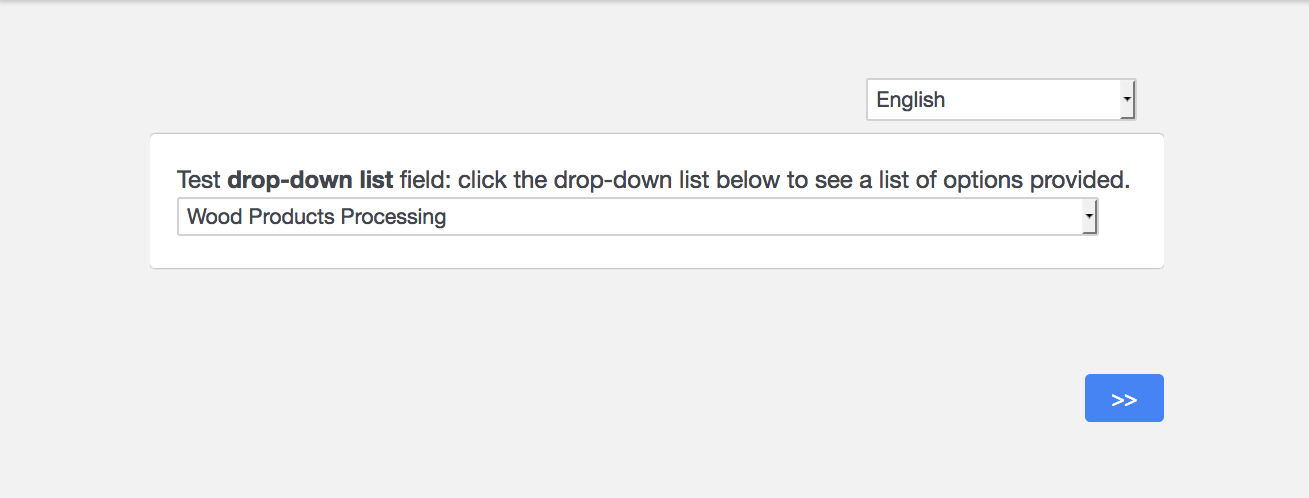 English
Test drop-down list field: click the drop-down list below to see a list of options provided.
Wood Products Processing
>>